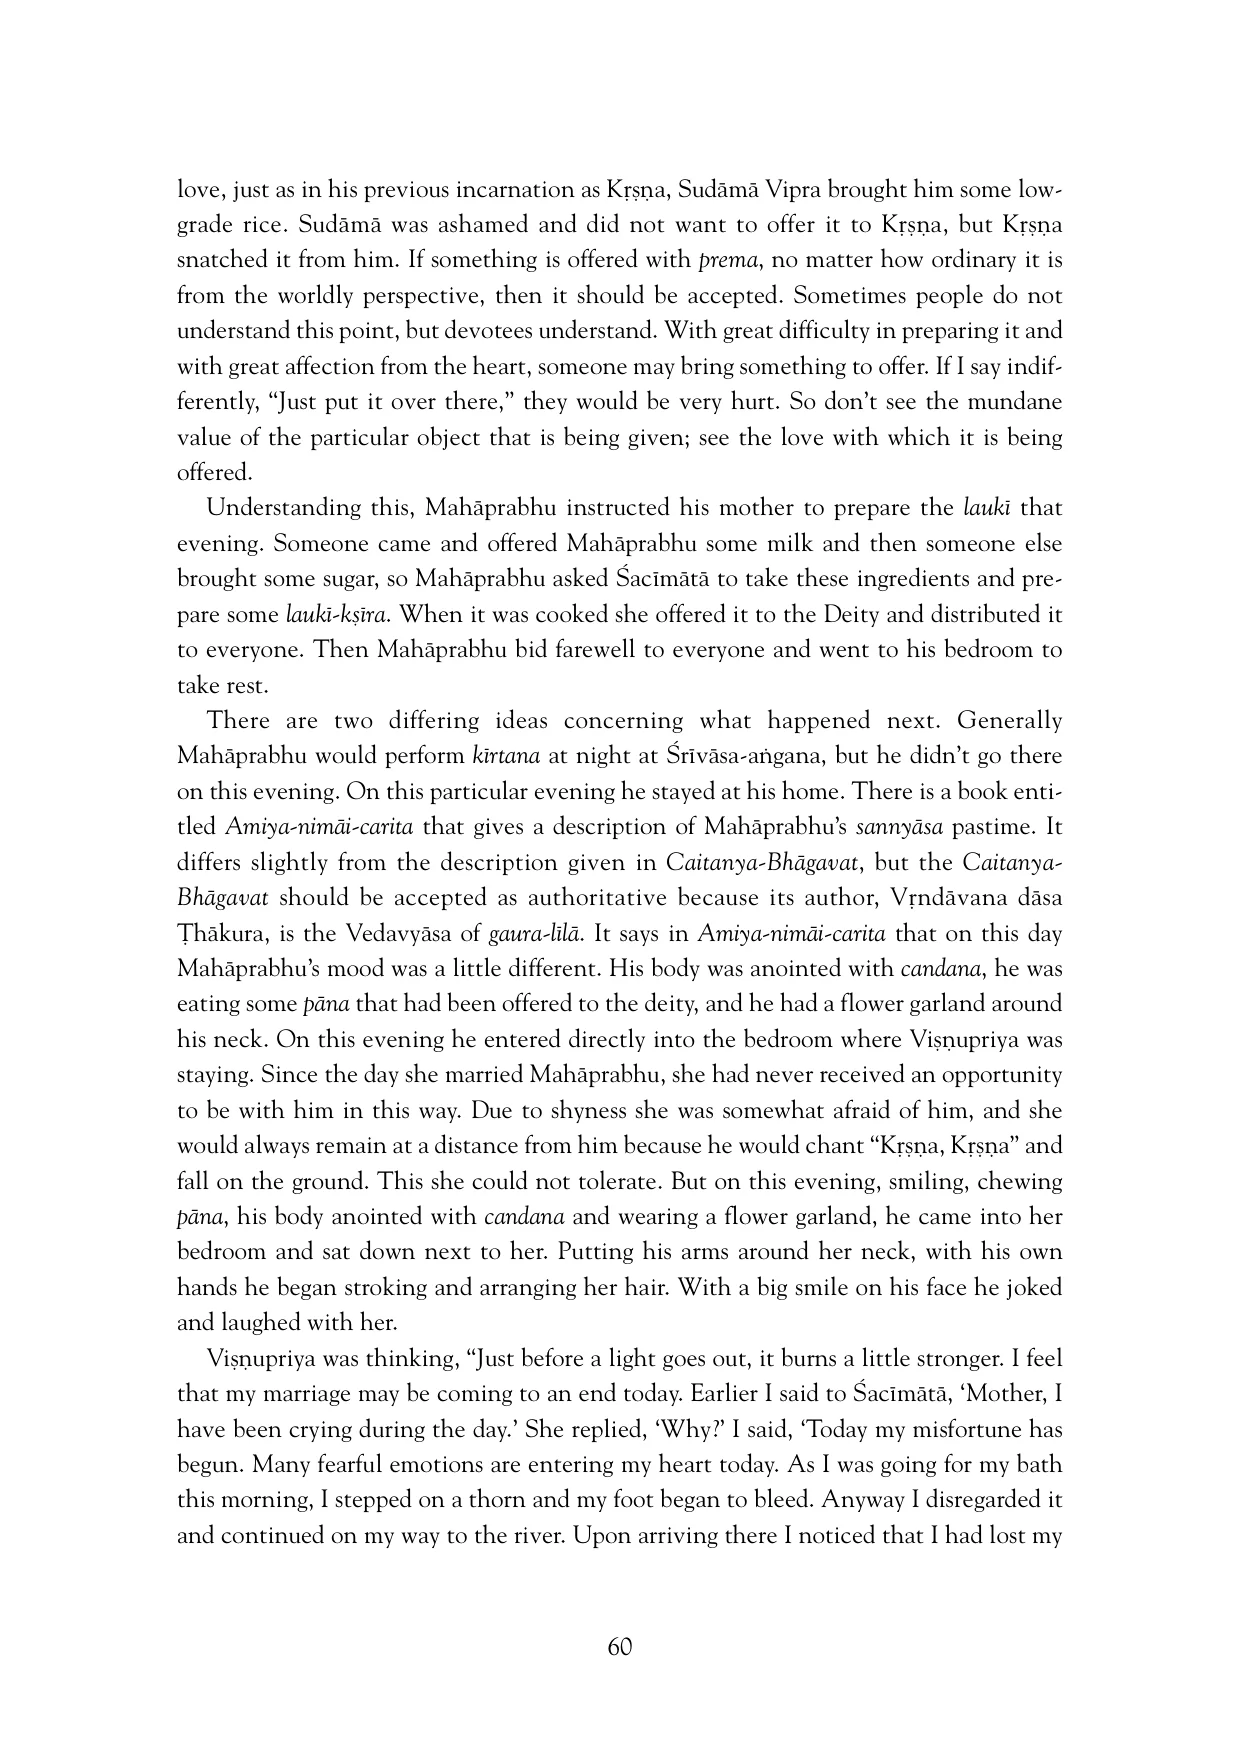 love, just as in his previous incarnation as Kṛṣṇa, Sudāmā Vipra brought him some low-
grade rice. Sudāmā was ashamed and did not want to offer it to Kṛṣṇa, but Kṛṣṇa
snatched it from him. If something is offered with prema, no matter how ordinary it is
from the worldly perspective, then it should be accepted. Sometimes people do not
understand this point, but devotees understand. With great difficulty in preparing it and
with great affection from the heart, someone may bring something to offer. If I say indif-
ferently, “Just put it over there,” they would be very hurt. So don’t see the mundane
value of the particular object that is being given; see the love with which it is being
offered.
Understanding this, Mahāprabhu instructed his mother to prepare the laukī that
evening. Someone came and offered Mahāprabhu some milk and then someone else
brought some sugar, so Mahāprabhu asked Śacīmātā to take these ingredients and pre-
pare some laukī-kṣīra. When it was cooked she offered it to the Deity and distributed it
to everyone. Then Mahāprabhu bid farewell to everyone and went to his bedroom to
take rest.
There are two differing ideas concerning what happened next. Generally
Mahāprabhu would perform kīrtana at night at Śrīvāsa-aṅgana, but he didn’t go there
on this evening. On this particular evening he stayed at his home. There is a book enti-
tled Amiya-nimāi-carita that gives a description of Mahāprabhu’s sannyāsa pastime. It
differs slightly from the description given in Caitanya-Bhāgavat, but the Caitanya-
Bhāgavat should be accepted as authoritative because its author, Vṛndāvana dāsa
Ṭhākura, is the Vedavyāsa of gaura-līlā. It says in Amiya-nimāi-carita that on this day
Mahāprabhu’s mood was a little different. His body was anointed with candana, he was
eating some pāna that had been offered to the deity, and he had a flower garland around
his neck. On this evening he entered directly into the bedroom where Viṣṇupriya was
staying. Since the day she married Mahāprabhu, she had never received an opportunity
to be with him in this way. Due to shyness she was somewhat afraid of him, and she
would always remain at a distance from him because he would chant “Kṛṣṇa, Kṛṣṇa” and
fall on the ground. This she could not tolerate. But on this evening, smiling, chewing
pāna, his body anointed with candana and wearing a flower garland, he came into her
bedroom and sat down next to her. Putting his arms around her neck, with his own
hands he began stroking and arranging her hair. With a big smile on his face he joked
and laughed with her.
Viṣṇupriya was thinking, “Just before a light goes out, it burns a little stronger. I feel
that my marriage may be coming to an end today. Earlier I said to Śacīmātā, ‘Mother, I
have been crying during the day.’ She replied, ‘Why?’ I said, ‘Today my misfortune has
begun. Many fearful emotions are entering my heart today. As I was going for my bath
this morning, I stepped on a thorn and my foot began to bleed. Anyway I disregarded it
and continued on my way to the river. Upon arriving there I noticed that I had lost my
60